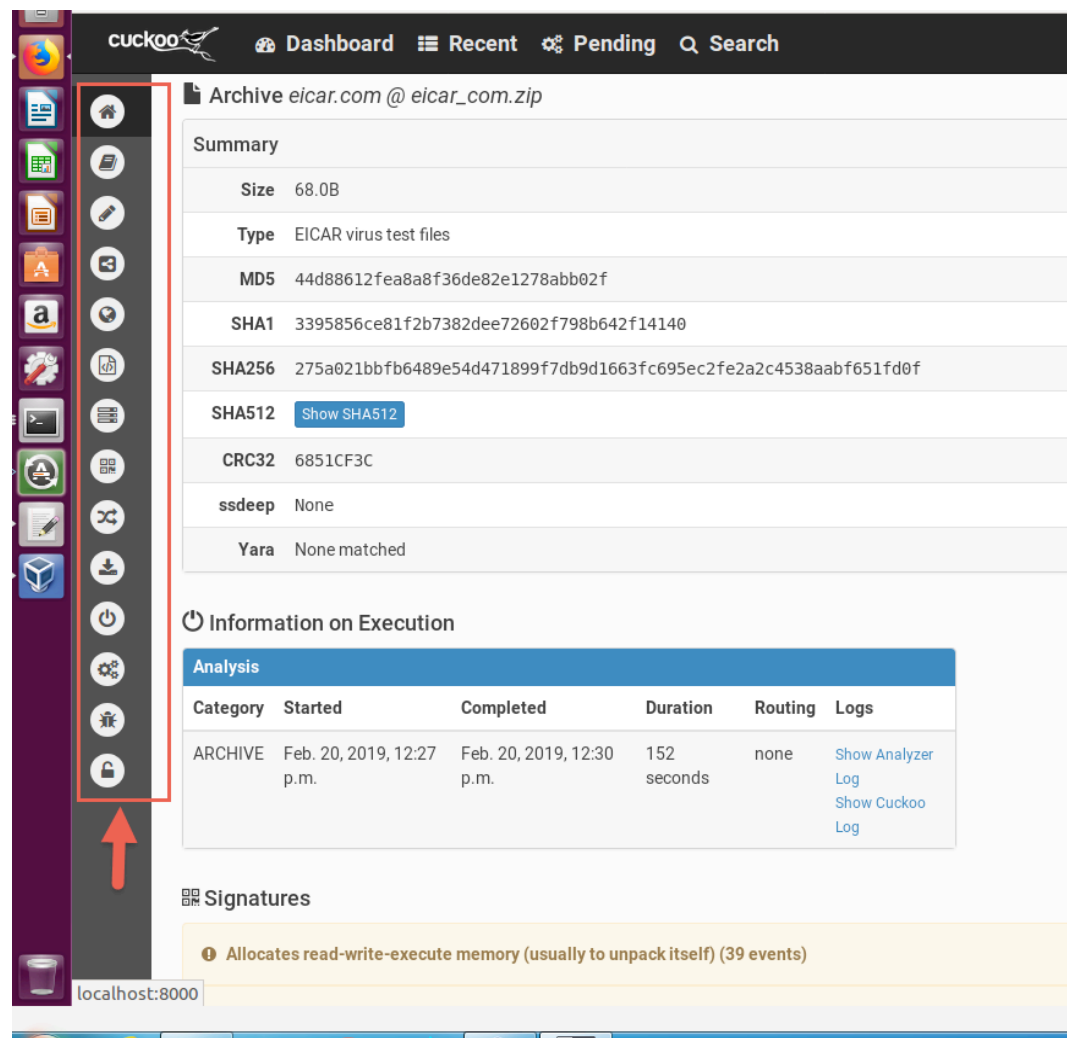 cuckoo Dashboard Recent Pending Search
Archive eicar.com @ eicar_com.zip
Summary
Size 68.0B
Type EICAR virus test files
MD5 44d88612fea8a8f36de82e1278abb02f
SHA1 3395856ce81f2b7382dee72602f798b642f14140
SHA256 275a021bbfb6489e54d471899f7db9d1663fc695ec2fe2a2c4538aabf651fd0f
SHA512 Show SHA512
CRC32 6851CF3C
ssdeep None
Yara None matched
Information on Execution
Analysis
Category Started Completed Duration Routing Logs
ARCHIVE Feb. 20, 2019, 12:27 Feb. 20, 2019, 12:30 152 none Show Analyzer
p.m. p.m. seconds Log
Show Cuckoo
Log
Signatures
Allocates read-write-execute memory (usually to unpack itself) (39 events)
localhost:8000